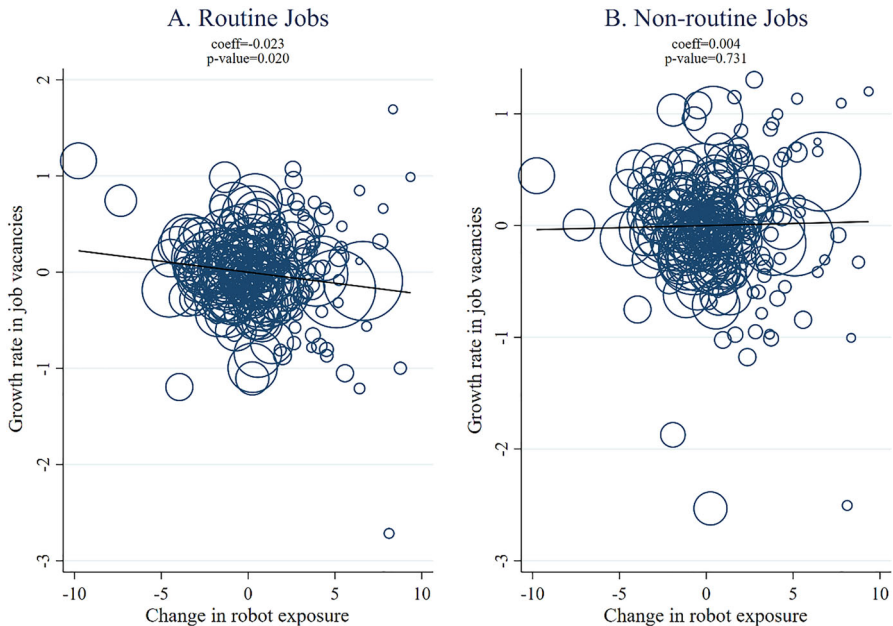 A. Routine Jobs
coeff=-0.023
p-value=0.020
Growth rate in job vacancies
2
1
0
-1
-2
-3
-10
-5
0
5
10
Change in robot exposure
B. Non-routine Jobs
coeff=0.004
p-value=0.731
Growth rate in job vacancies
1
0
-1
-2
-3
-10
-5
0
5
10
Change in robot exposure